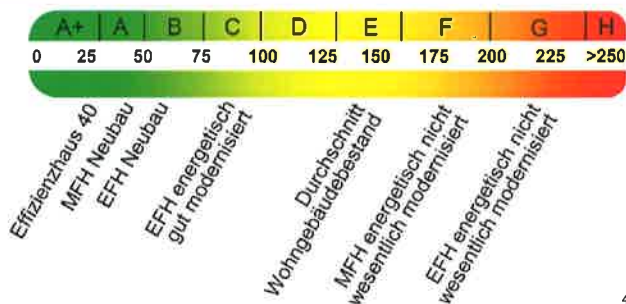 A+ A B C D E F G H
0 25 50 75 100 125 150 175 200 225 >250
Effizienzhaus 40
MFH Neubau
EFH Neubau
EFH energetisch
gut modernisiert
Durchschnitt
Wohngebäudebestand
MFH energetisch nicht
wesentlich modernisiert
EFH energetisch nicht
wesentlich modernisiert